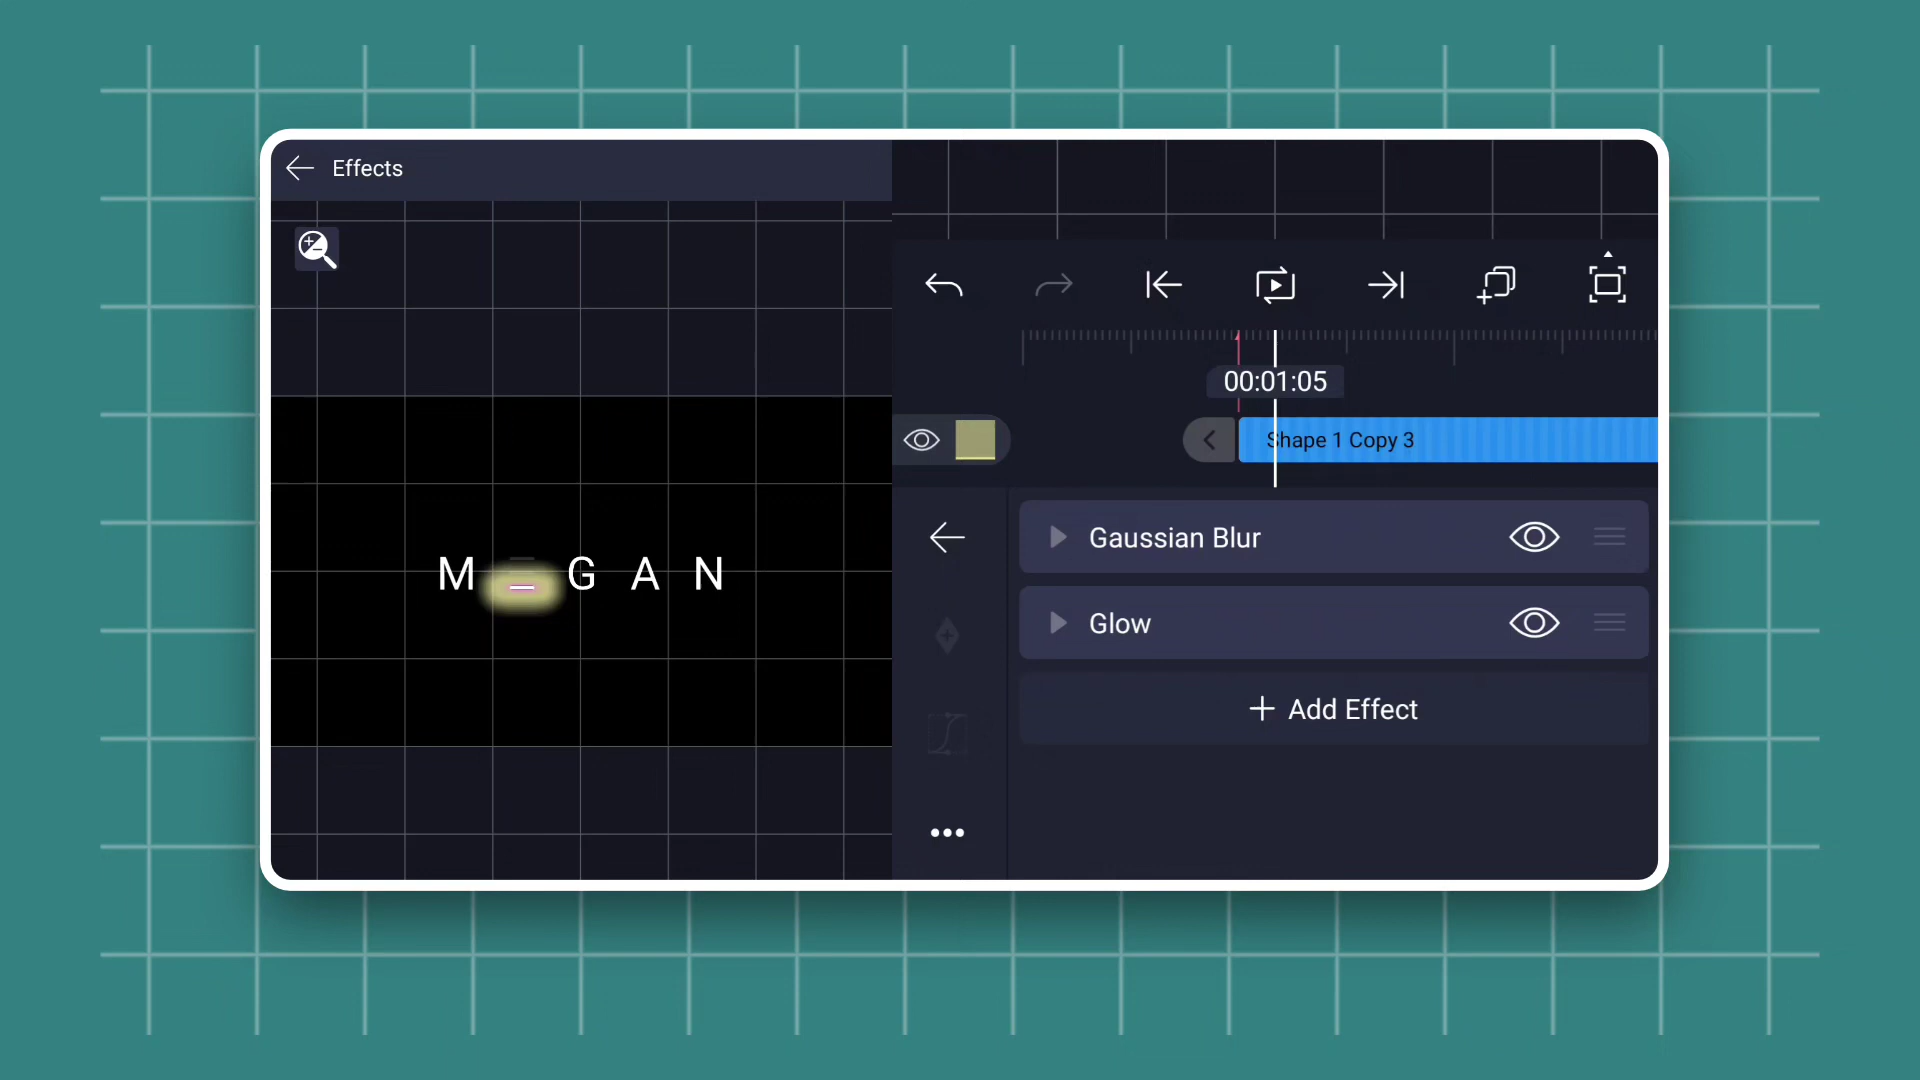 Effects
00:01:05
Shape 1 Copy 3
M G A N
Gaussian Blur
Glow
Add Effect